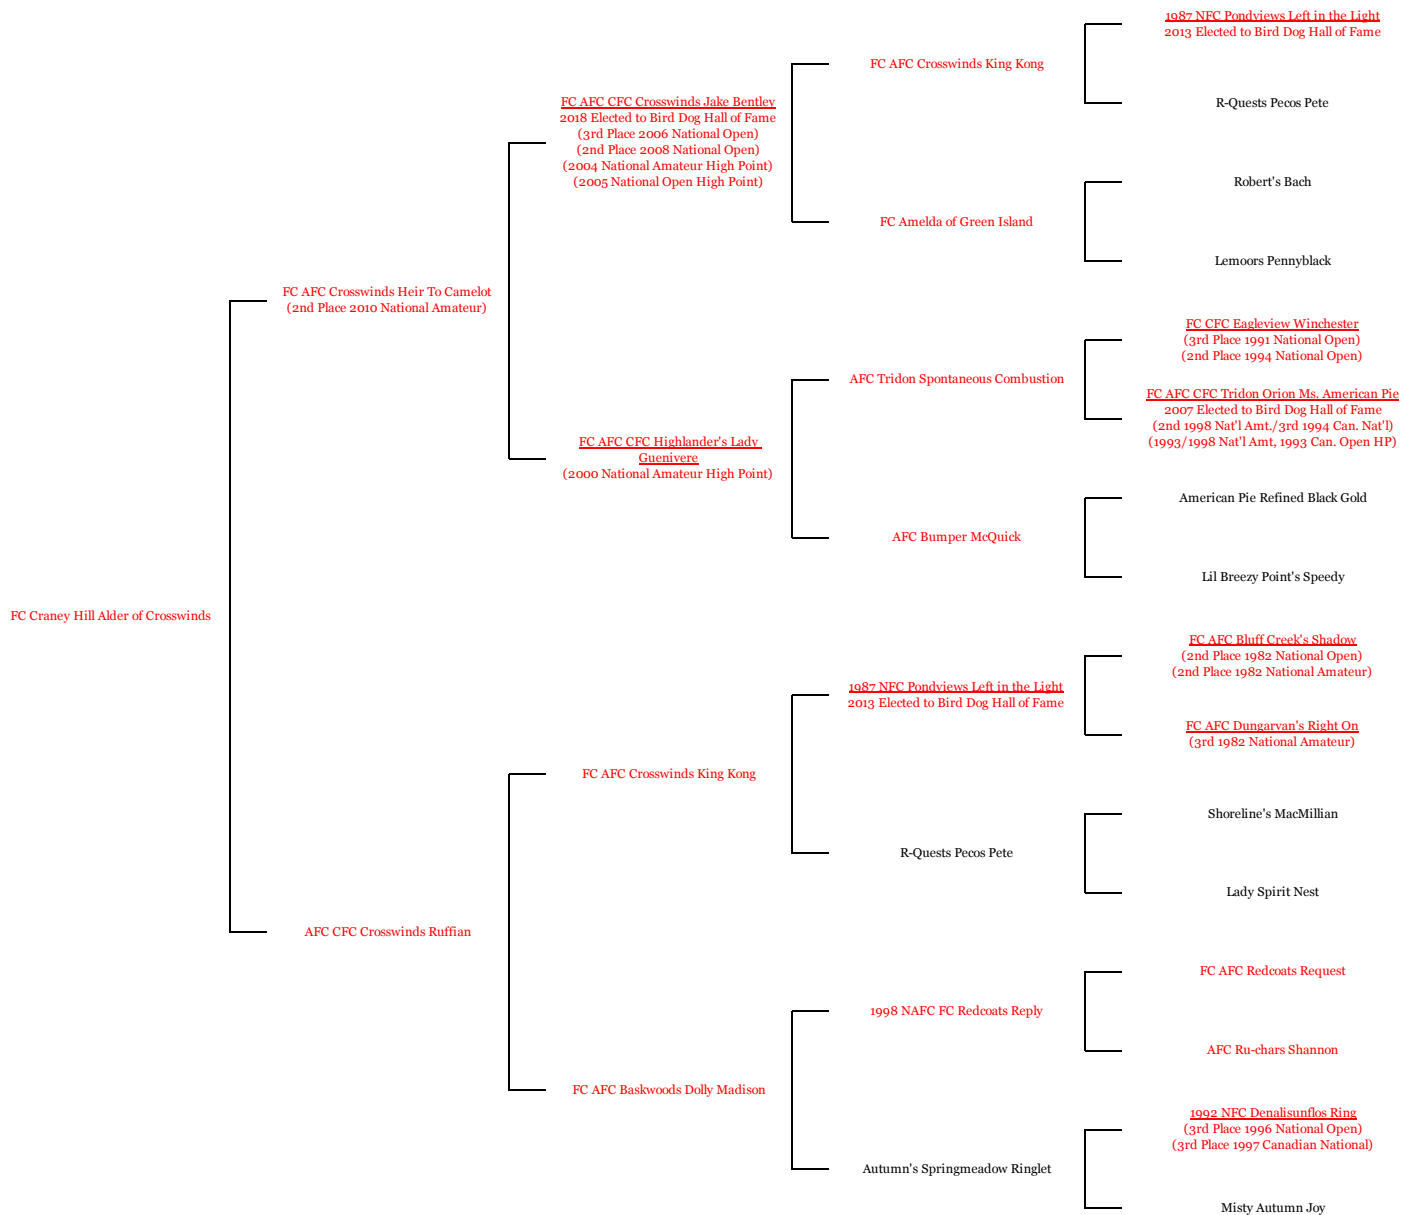 1987 NFC Pondviews Left in the Light
2013 Elected to Bird Dog Hall of Fame
FC AFC Crosswinds King Kong
R-Quests Pecos Pete
FC AFC CFC Crosswinds Jake Bentley
2018 Elected to Bird Dog Hall of Fame
(3rd Place 2006 National Open)
(2nd Place 2008 National Open)
(2004 National Amateur High Point)
(2005 National Open High Point)
Robert's Bach
FC Amelda of Green Island
Lemoors Pennyblack
FC AFC Crosswinds Heir To Camelot
(2nd Place 2010 National Amateur)
FC CFC Eagleview Winchester
(3rd Place 1991 National Open)
(2nd Place 1994 National Open)
AFC Tridon Spontaneous Combustion
FC AFC CFC Tridon Orion Ms. American Pie
2007 Elected to Bird Dog Hall of Fame
(2nd 1998 Nat'l Amt./3rd 1994 Can. Nat'l)
(1993/1998 Nat'l Amt, 1993 Can. Open HP)
FC AFC CFC Highlander's Lady
Guenivere
(2000 National Amateur High Point)
American Pie Refined Black Gold
AFC Bumper McQuick
Lil Breezy Point's Speedy
FC Craney Hill Alder of Crosswinds
FC AFC Bluff Creek's Shadow
(2nd Place 1982 National Open)
(2nd Place 1982 National Amateur)
1987 NFC Pondviews Left in the Light
2013 Elected to Bird Dog Hall of Fame
FC AFC Dungarvan's Right On
(3rd 1982 National Amateur)
FC AFC Crosswinds King Kong
Shoreline's MacMillian
R-Quests Pecos Pete
Lady Spirit Nest
AFC CFC Crosswinds Ruffian
FC AFC Redcoats Request
1998 NAFC FC Redcoats Reply
AFC Ru-chars Shannon
FC AFC Baskwoods Dolly Madison
1992 NFC Denalisunflos Ring
(3rd Place 1996 National Open)
(3rd Place 1997 Canadian National)
Autumn's Springmeadow Ringlet
Misty Autumn Joy